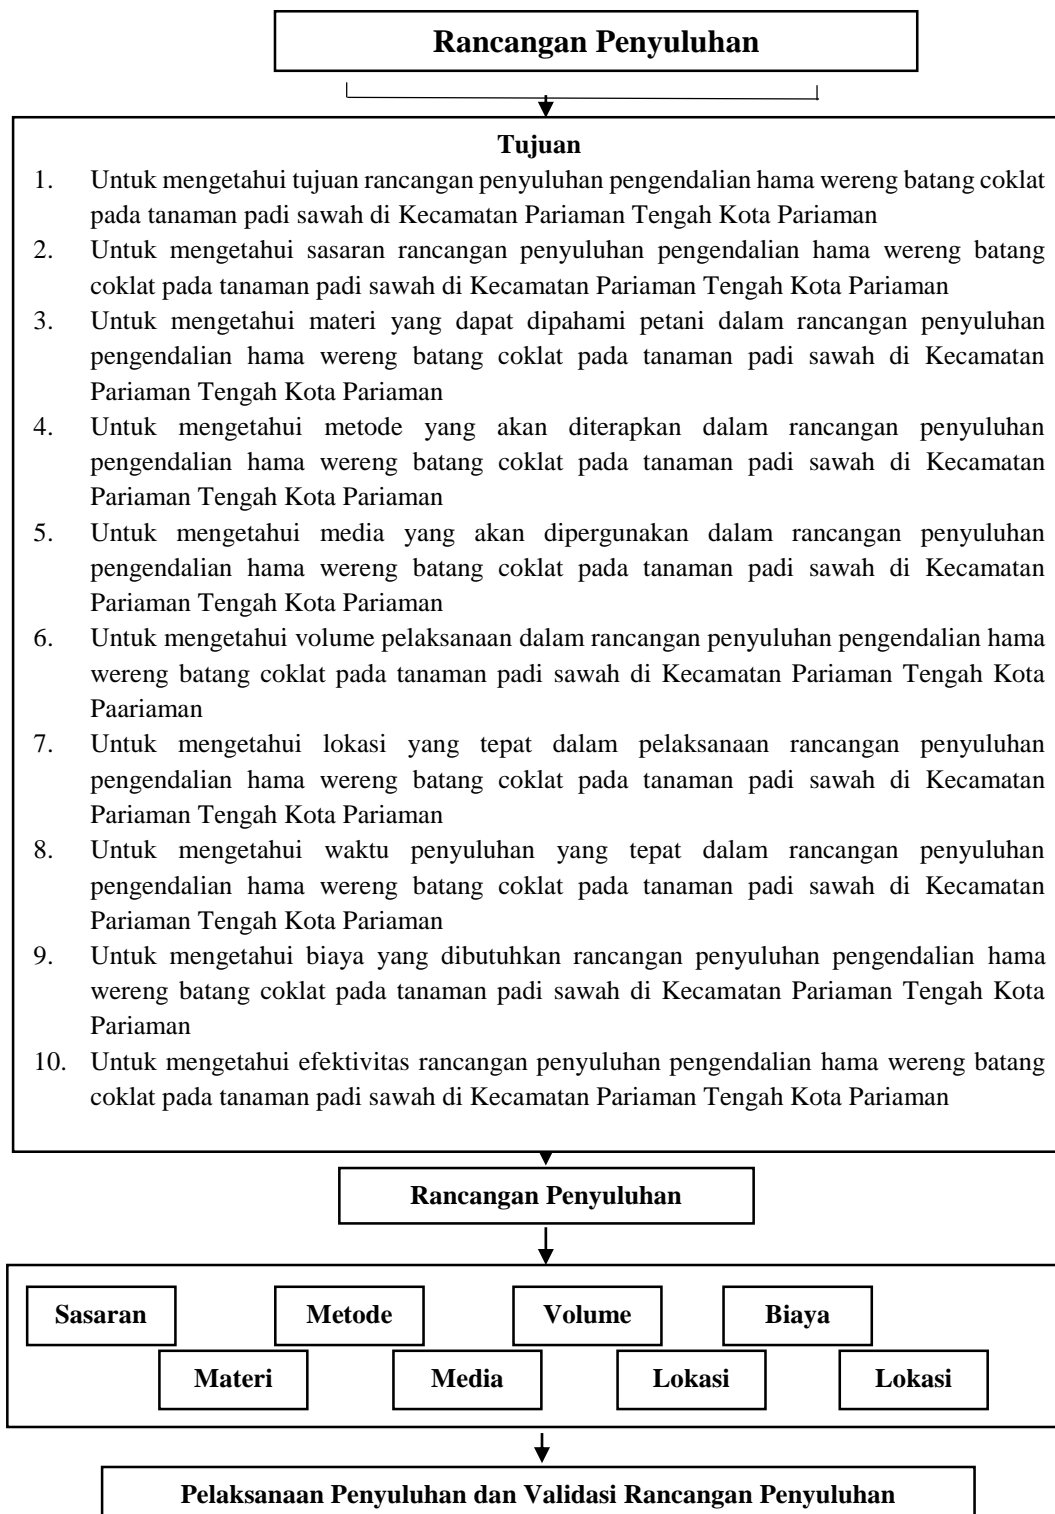 Rancangan Penyuluhan
Tujuan
1. Untuk mengetahui tujuan rancangan penyuluhan pengendalian hama wereng batang coklat
pada tanaman padi sawah di Kecamatan Pariaman Tengah Kota Pariaman
2. Untuk mengetahui sasaran rancangan penyuluhan pengendalian hama wereng batang
coklat pada tanaman padi sawah di Kecamatan Pariaman Tengah Kota Pariaman
3. Untuk mengetahui materi yang dapat dipahami petani dalam rancangan penyuluhan
pengendalian hama wereng batang coklat pada tanaman padi sawah di Kecamatan
Pariaman Tengah Kota Pariaman
4. Untuk mengetahui metode yang akan diterapkan dalam rancangan penyuluhan
pengendalian hama wereng batang coklat pada tanaman padi sawah di Kecamatan
Pariaman Tengah Kota Pariaman
5. Untuk mengetahui media yang akan dipergunakan dalam rancangan penyuluhan
pengendalian hama wereng batang coklat pada tanaman padi sawah di Kecamatan
Pariaman Tengah Kota Pariaman
6. Untuk mengetahui volume pelaksanaan dalam rancangan penyuluhan pengendalian hama
wereng batang coklat pada tanaman padi sawah di Kecamatan Pariaman Tengah Kota
Paariaman
7. Untuk mengetahui lokasi yang tepat dalam pelaksanaan rancangan penyuluhan
pengendalian hama wereng batang coklat pada tanaman padi sawah di Kecamatan
Pariaman Tengah Kota Pariaman
8. Untuk mengetahui waktu penyuluhan yang tepat dalam rancangan penyuluhan
pengendalian hama wereng batang coklat pada tanaman padi sawah di Kecamatan
Pariaman Tengah Kota Pariaman
9. Untuk mengetahui biaya yang dibutuhkan rancangan penyuluhan pengendalian hama
wereng batang coklat pada tanaman padi sawah di Kecamatan Pariaman Tengah Kota
Pariaman
10. Untuk mengetahui efektivitas rancangan penyuluhan pengendalian hama wereng batang
coklat pada tanaman padi sawah di Kecamatan Pariaman Tengah Kota Pariaman
Rancangan Penyuluhan
Sasaran Metode Volume Biaya
Materi Media Lokasi Lokasi
Pelaksanaan Penyuluhan dan Validasi Rancangan Penyuluhan